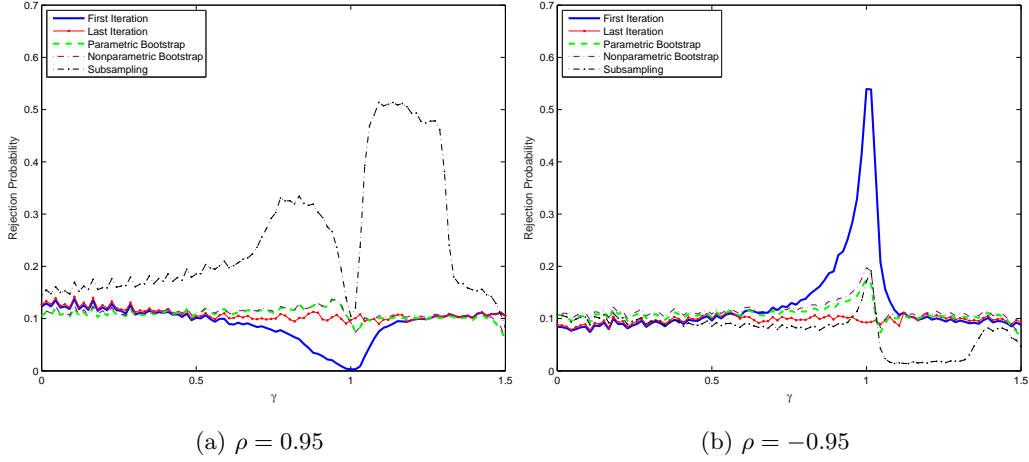 0.7
0.6
0.5
0.4
0.3
0.2
0.1
0
Rejection Probability
First Iteration
Last Iteration
Parametric Bootstrap
Nonparametric Bootstrap
Subsampling
0 0.5 1 1.5
γ
(a) ρ = 0.95
0.7
0.6
0.5
0.4
0.3
0.2
0.1
0
Rejection Probability
First Iteration
Last Iteration
Parametric Bootstrap
Nonparametric Bootstrap
Subsampling
0 0.5 1 1.5
γ
(b) ρ = −0.95